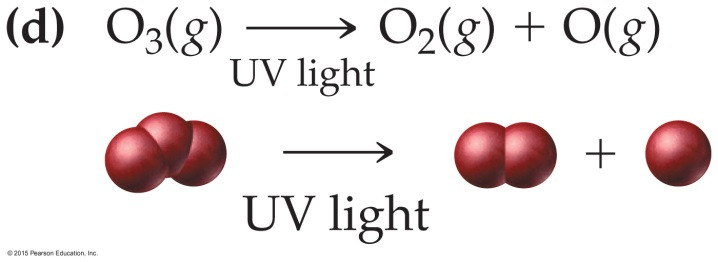 (d) O₃(g) ⟶ O₂(g) + O(g)
UV light
⟶ +
UV light
© 2015 Pearson Education, Inc.